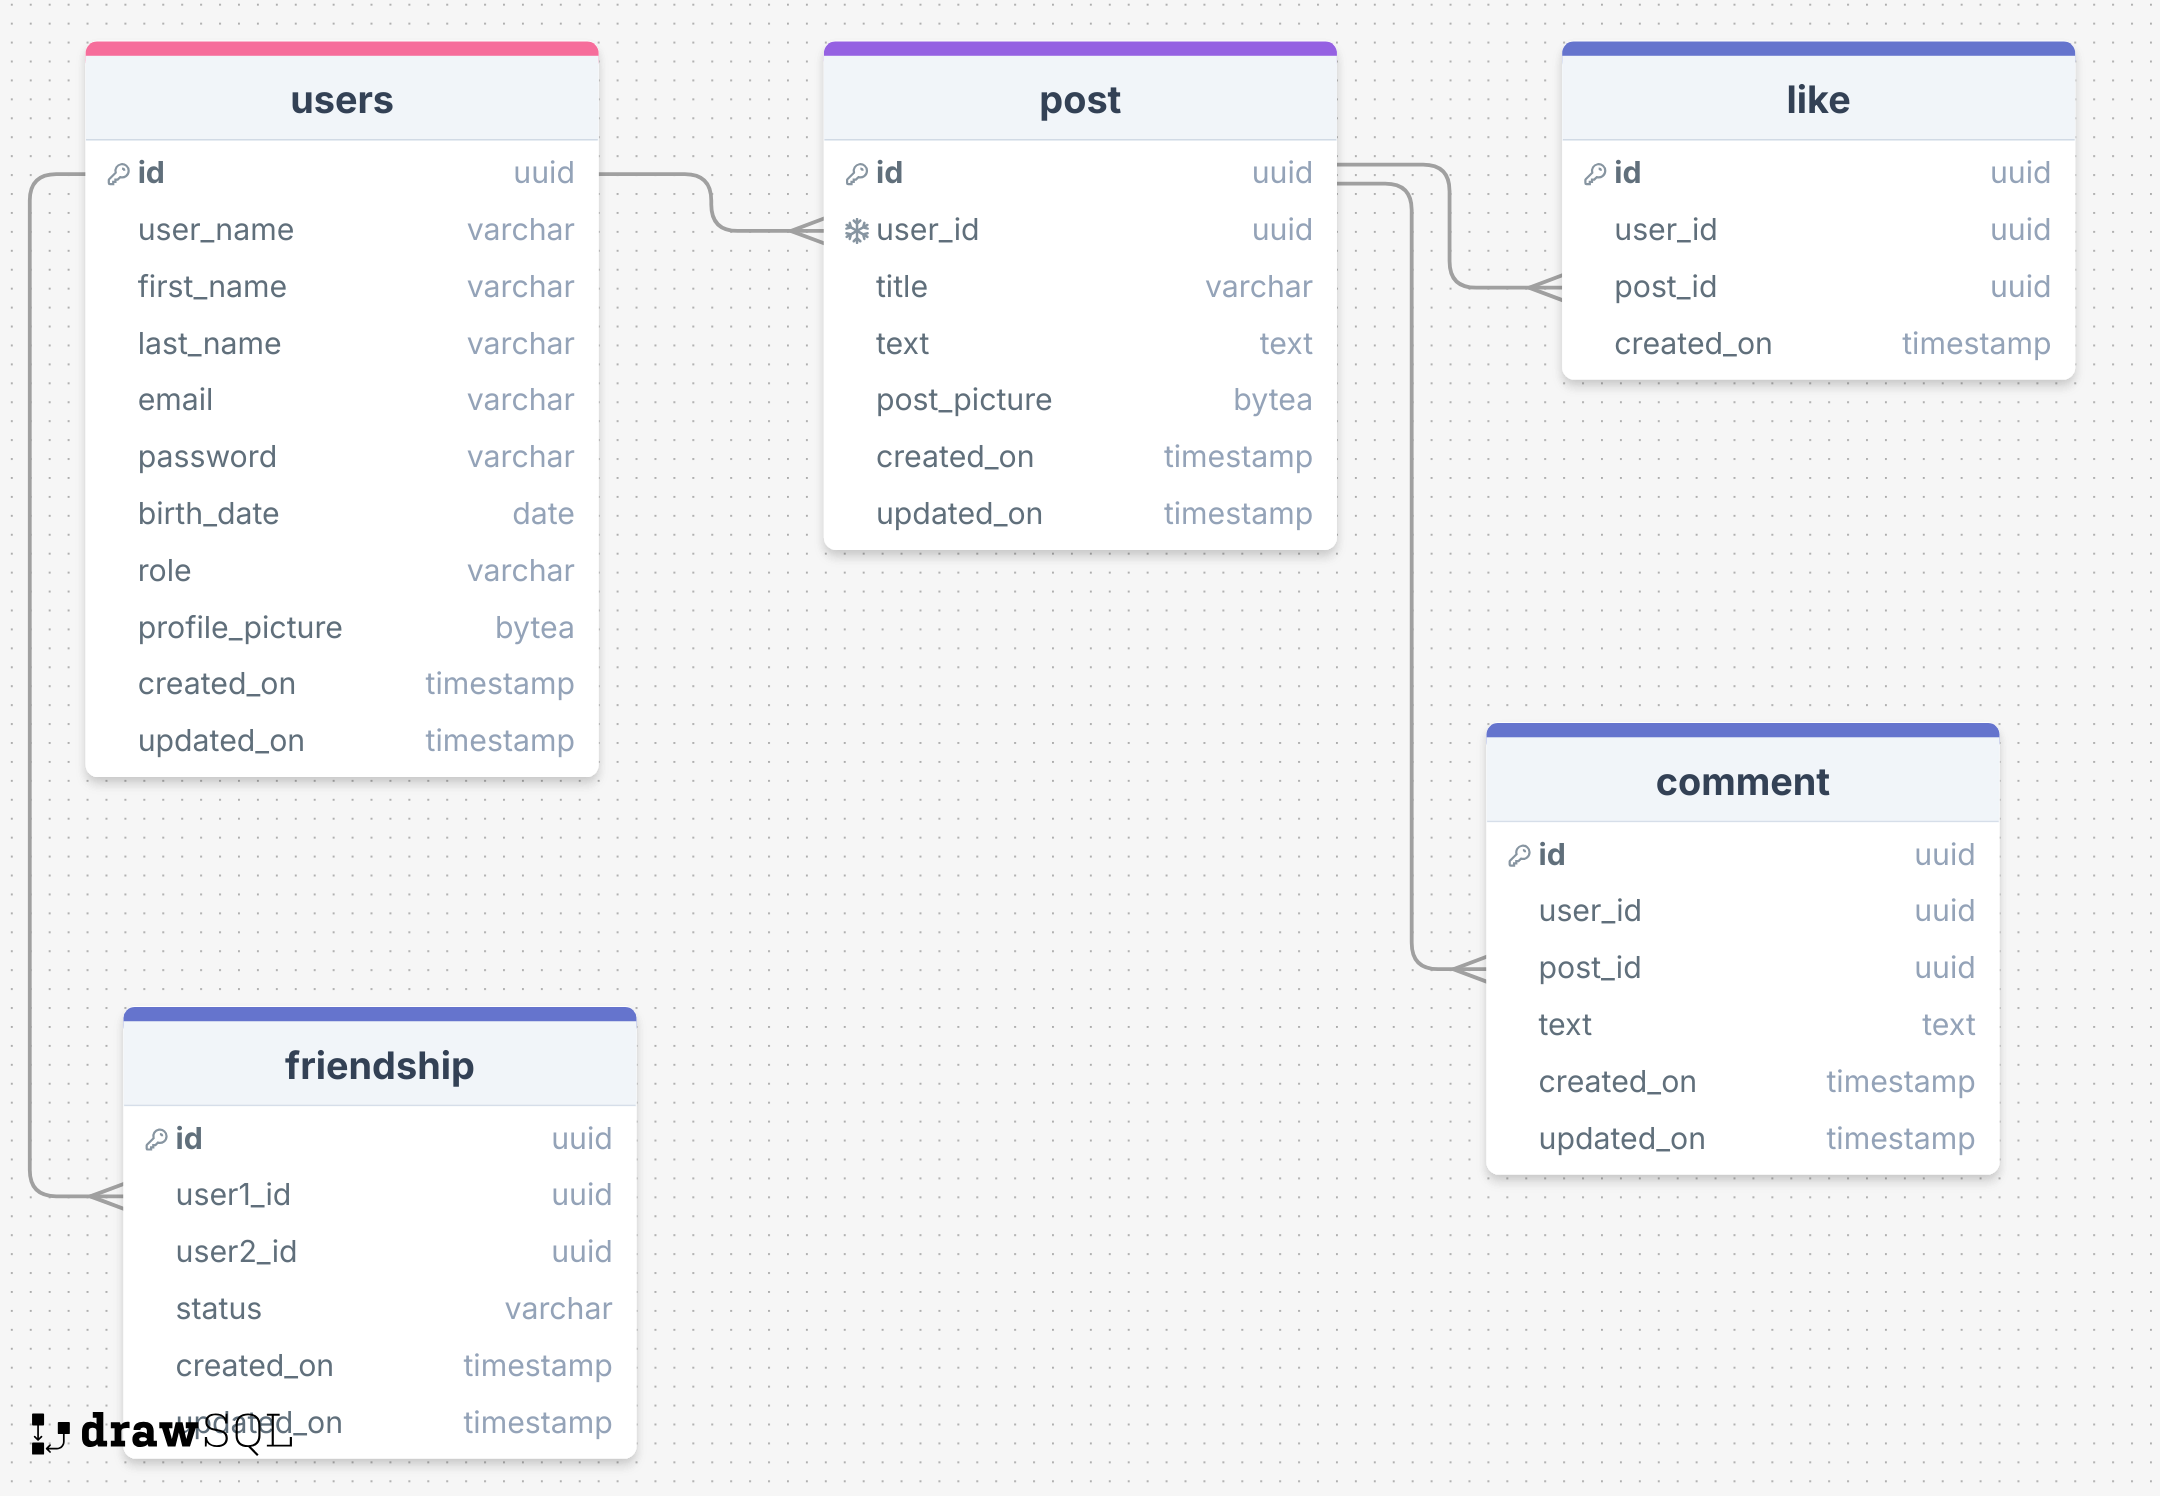 users
id uuid
user_name varchar
first_name varchar
last_name varchar
email varchar
password varchar
birth_date date
role varchar
profile_picture bytea
created_on timestamp
updated_on timestamp
post
id uuid
user_id uuid
title varchar
text text
post_picture bytea
created_on timestamp
updated_on timestamp
like
id uuid
user_id uuid
post_id uuid
created_on timestamp
comment
id uuid
user_id uuid
post_id uuid
text text
created_on timestamp
updated_on timestamp
friendship
id uuid
user1_id uuid
user2_id uuid
status varchar
created_on timestamp
updated_on timestamp
drawSQL